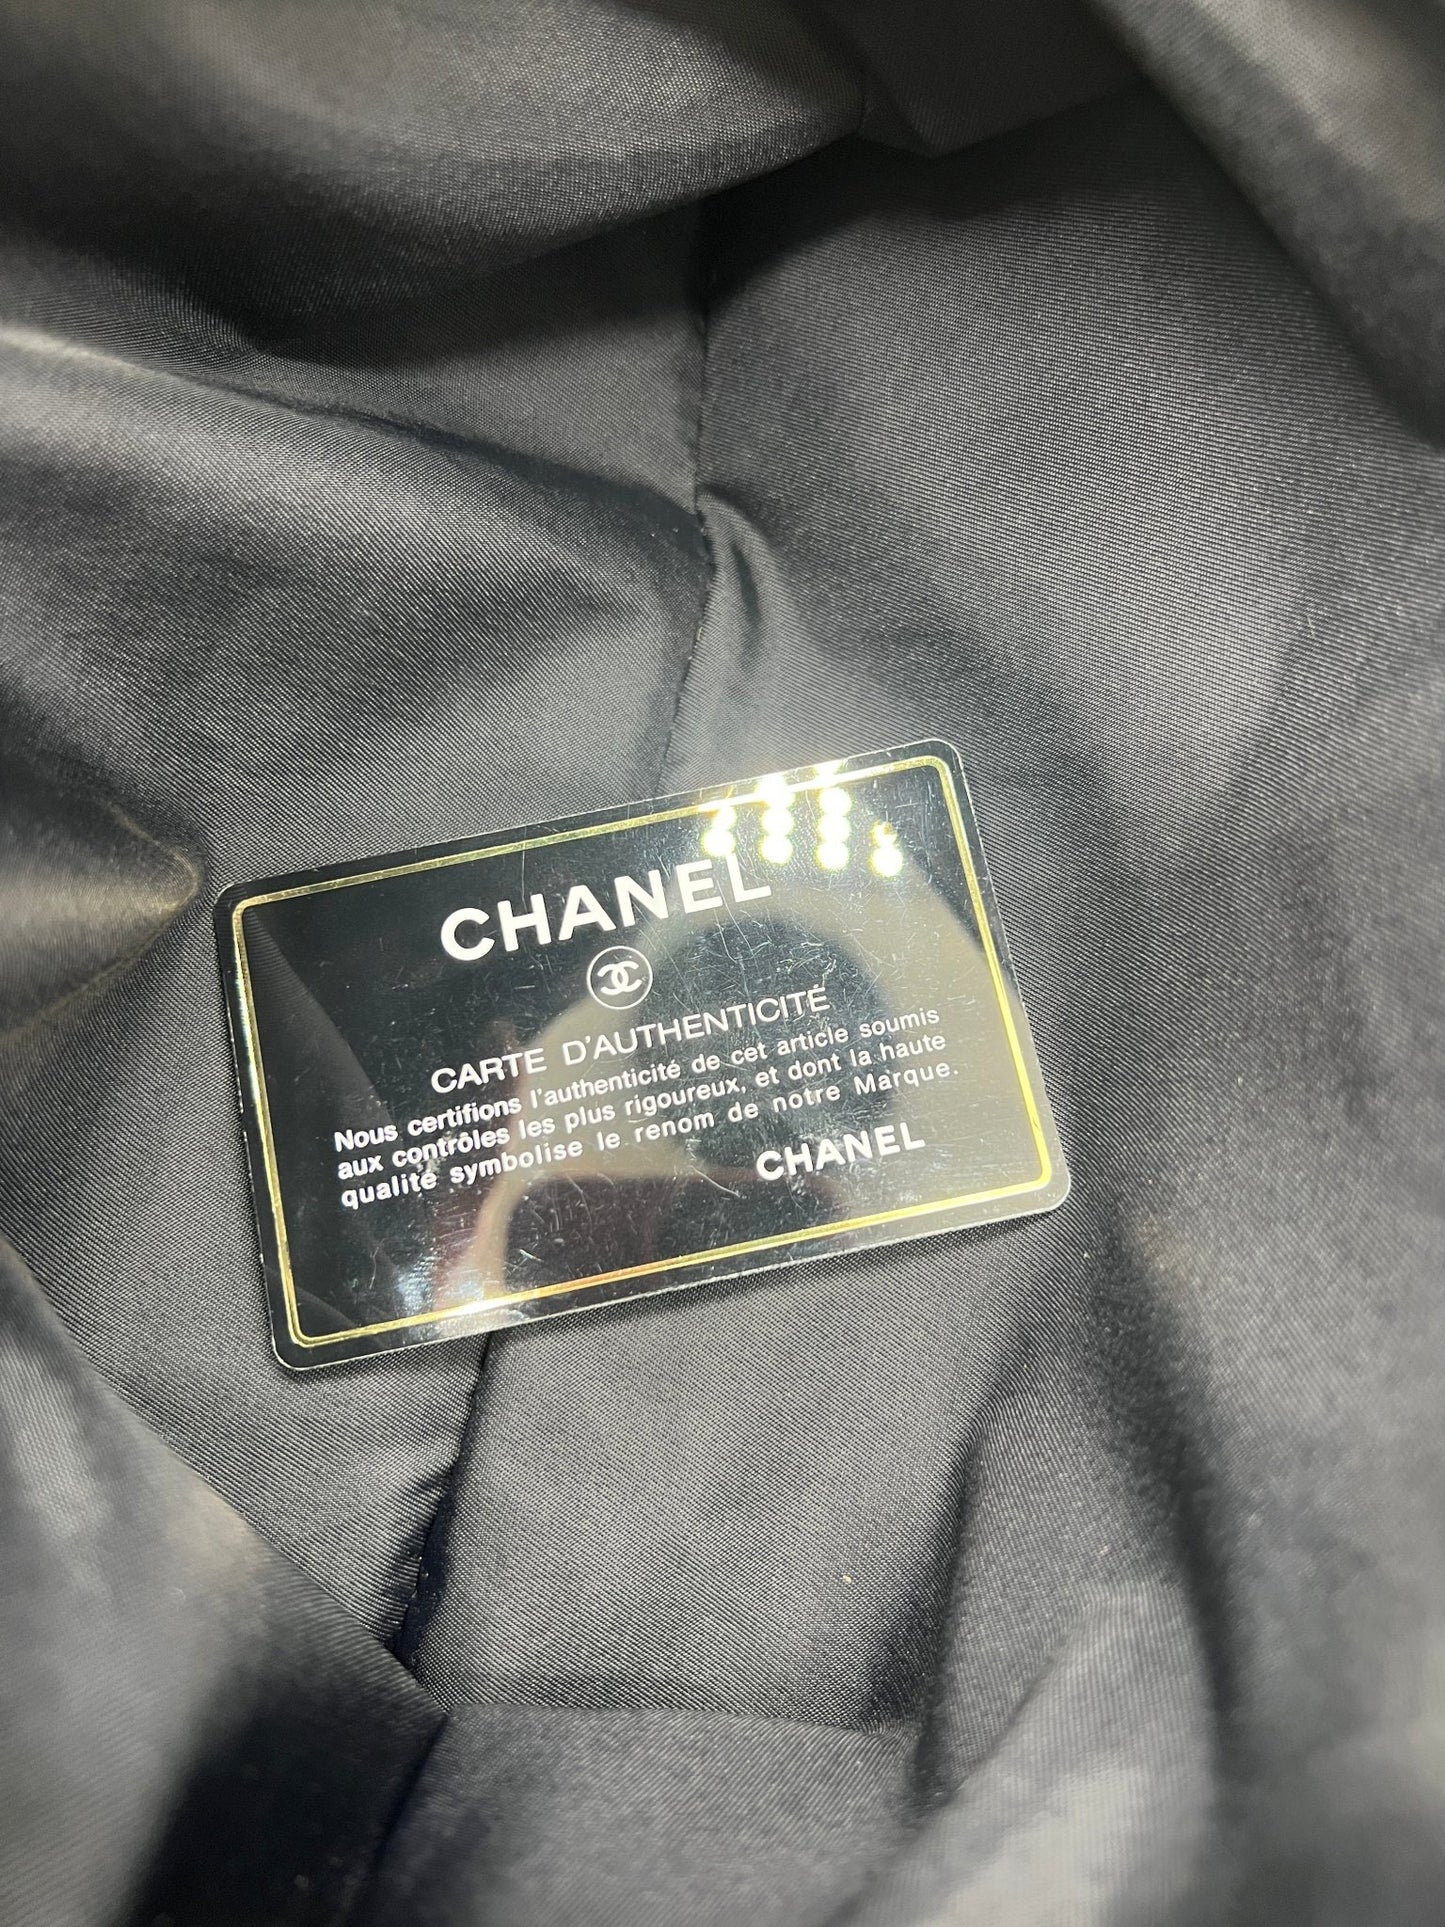 CHANEL
CARTE D'AUTHENTICITÉ
Nous certifions l'authenticité de cet article soumis
aux contrôles les plus rigoureux, et dont la haute
qualité symbolise le renom de notre Marque.
CHANEL